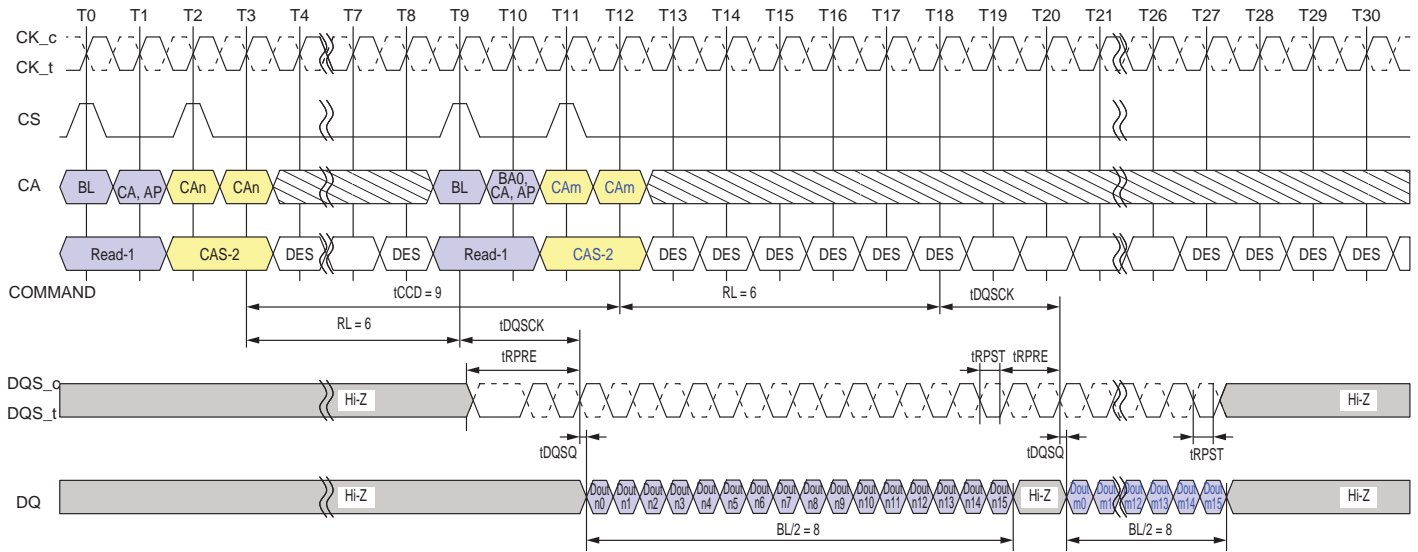 T0 T1 T2 T3 T4 T7 T8 T9 T10 T11 T12 T13 T14 T15 T16 T17 T18 T19 T20 T21 T26 T27 T28 T29 T30
CK_c
CK_t
CS
CA
BL
CA, AP
CAn
CAn
BL
BA0,
CA, AP
CAm
CAm
Read-1 CAS-2 DES DES Read-1 CAS-2 DES DES DES DES DES DES DES DES DES DES
COMMAND
tCCD = 9 RL = 6 tDQSCK
RL = 6 tDQSCK
tRPRE tRPST tRPRE
DQS_c
DQS_t
Hi-Z Hi-Z
tDQSQ tDQSQ tRPST
DQ
Hi-Z
Dout n0
Dout n1
Dout n2
Dout n3
Dout n4
Dout n5
Dout n6
Dout n7
Dout n8
Dout n9
Dout n10
Dout n11
Dout n12
Dout n13
Dout n14
Dout n15
Hi-Z
Dout m0
Dout m1
Dout m12
Dout m13
Dout m14
Dout m15
Hi-Z
BL/2 = 8 BL/2 = 8